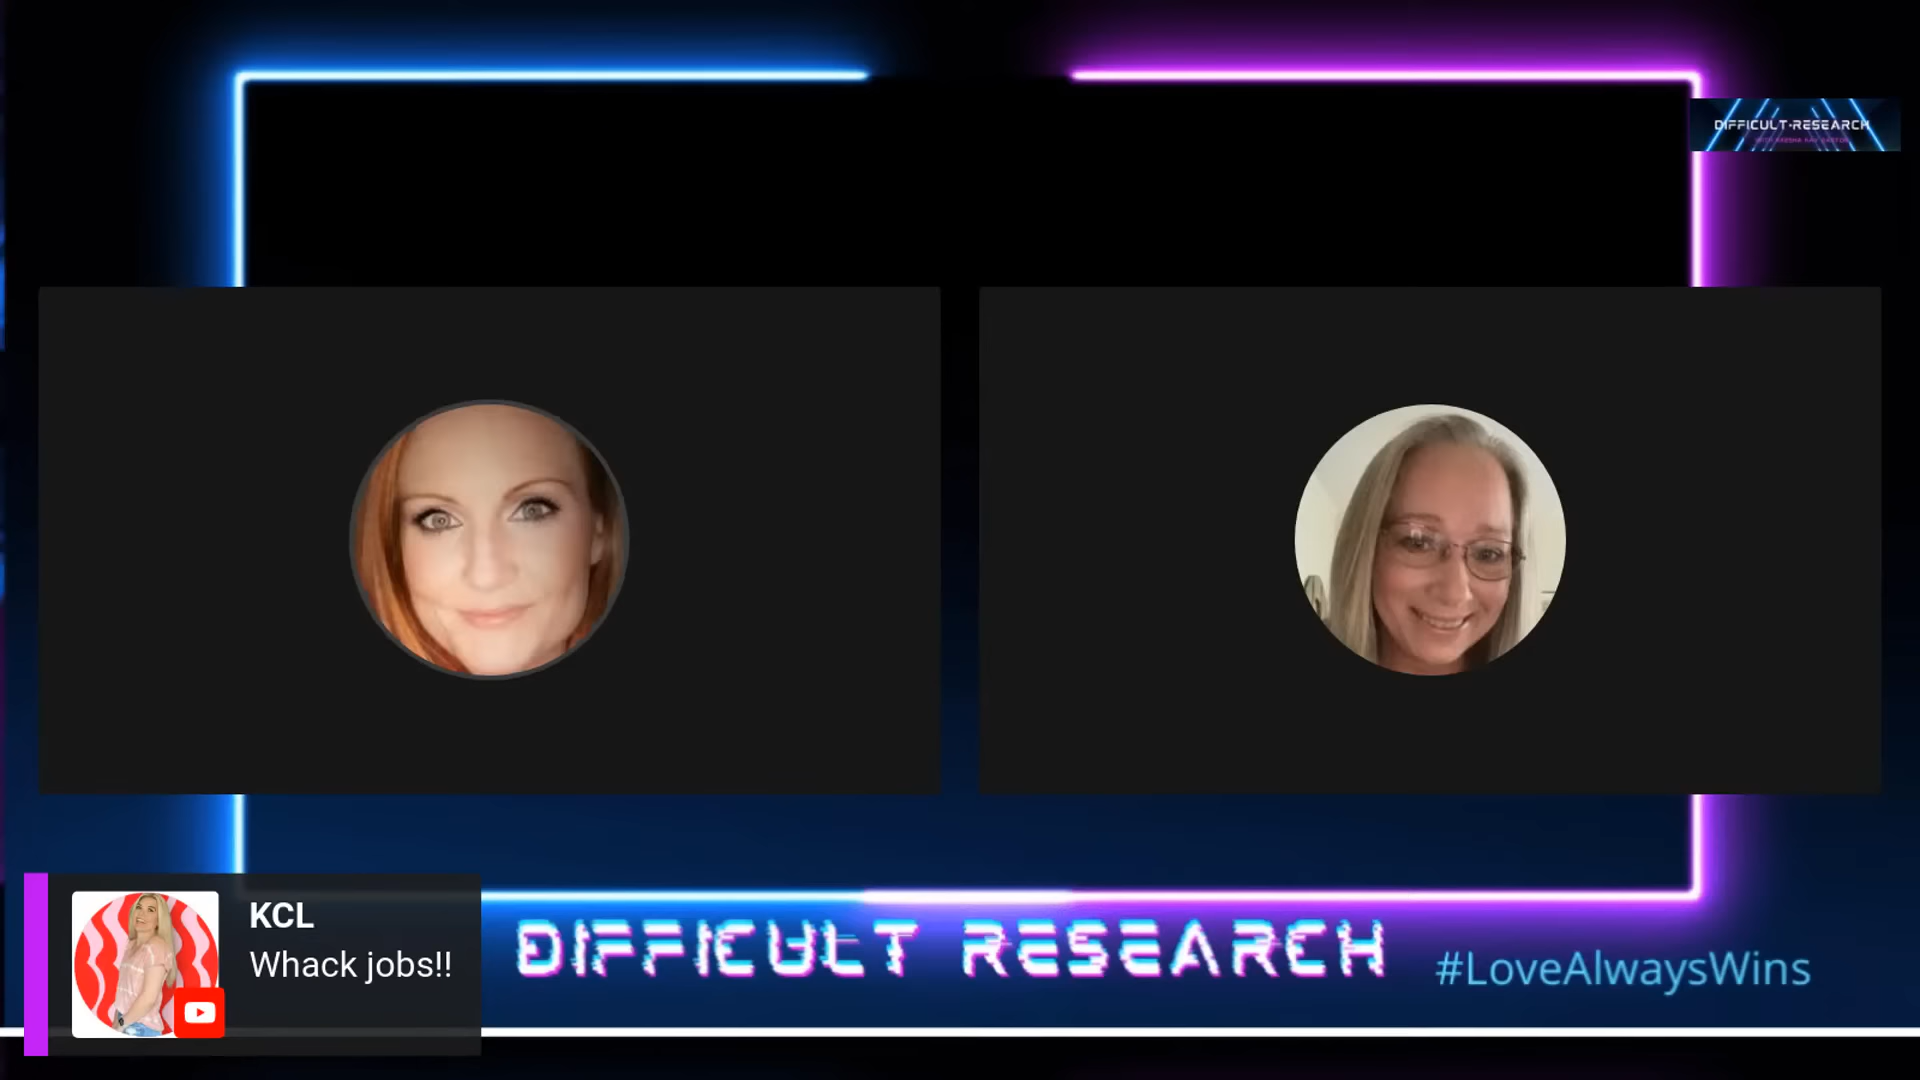 DIFFICULT·RESEARCH
KCL
Whack jobs!!
DIFFICULT RESEARCH
#LoveAlwaysWins